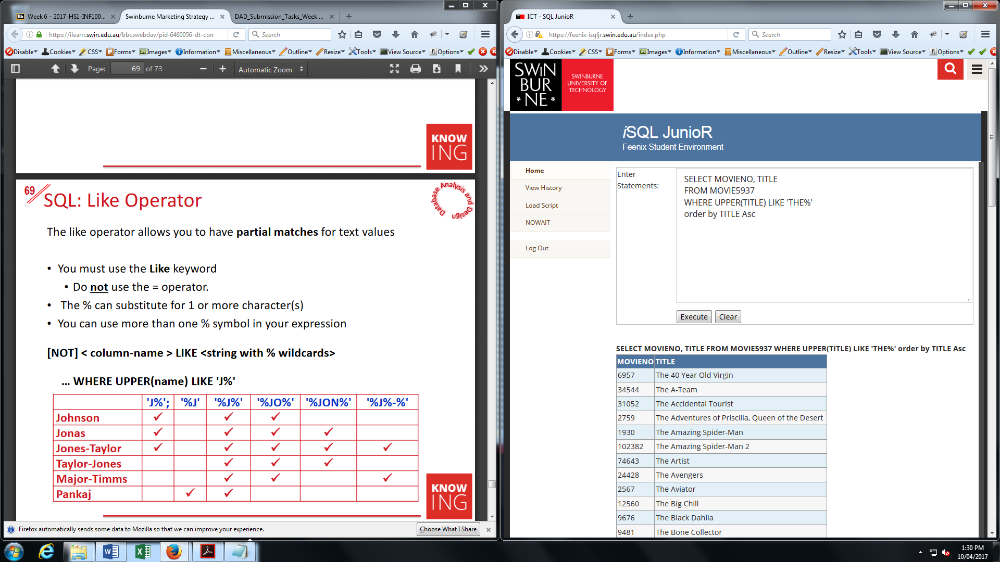 Week 6 – 2017-HS1-INF100...
Swinburne Marketing Strategy ...
DAD_Submission_Tasks_Week ...
https://ilearn.swin.edu.au/bbcswebdav/pid-6460056-dt-con
Search
Disable Cookies CSS Forms Images Information Miscellaneous Outline Resize Tools View Source Options
Page: 69 of 73
Automatic Zoom
KNOW
ING
69
SQL: Like Operator
Database Analysis and Design
The like operator allows you to have partial matches for text values
• You must use the Like keyword
• Do not use the = operator.
• The % can substitute for 1 or more character(s)
• You can use more than one % symbol in your expression
[NOT] < column-name > LIKE <string with % wildcards>
... WHERE UPPER(name) LIKE 'J%'
'J%'; '%J' '%J%' '%JO%' '%JON%' '%J%-%'
Johnson ✓ ✓ ✓
Jonas ✓ ✓ ✓ ✓
Jones-Taylor ✓ ✓ ✓ ✓ ✓
Taylor-Jones ✓ ✓ ✓
Major-Timms ✓ ✓ ✓
Pankaj ✓ ✓
KNOW
ING
Firefox automatically sends some data to Mozilla so that we can improve your experience.
Choose What I Share
ICT - SQL JunioR
https://feenix-isqljr.swin.edu.au/index.php
Search
Disable Cookies CSS Forms Images Information Miscellaneous Outline Resize Tools View Source Options
SWIN
BUR
NE
SWINBURNE
UNIVERSITY OF
TECHNOLOGY
iSQL JunioR
Feenix Student Environment
Home
View History
Load Script
NOWAIT
Log Out
Enter
Statements:
SELECT MOVIENO, TITLE
FROM MOVIE5937
WHERE UPPER(TITLE) LIKE 'THE%'
order by TITLE Asc
Execute Clear
SELECT MOVIENO, TITLE FROM MOVIE5937 WHERE UPPER(TITLE) LIKE 'THE%' order by TITLE Asc
MOVIENO TITLE
6957 The 40 Year Old Virgin
34544 The A-Team
31052 The Accidental Tourist
2759 The Adventures of Priscilla, Queen of the Desert
1930 The Amazing Spider-Man
102382 The Amazing Spider-Man 2
74643 The Artist
24428 The Avengers
2567 The Aviator
12560 The Big Chill
9676 The Black Dahlia
9481 The Bone Collector
1:30 PM
10/04/2017